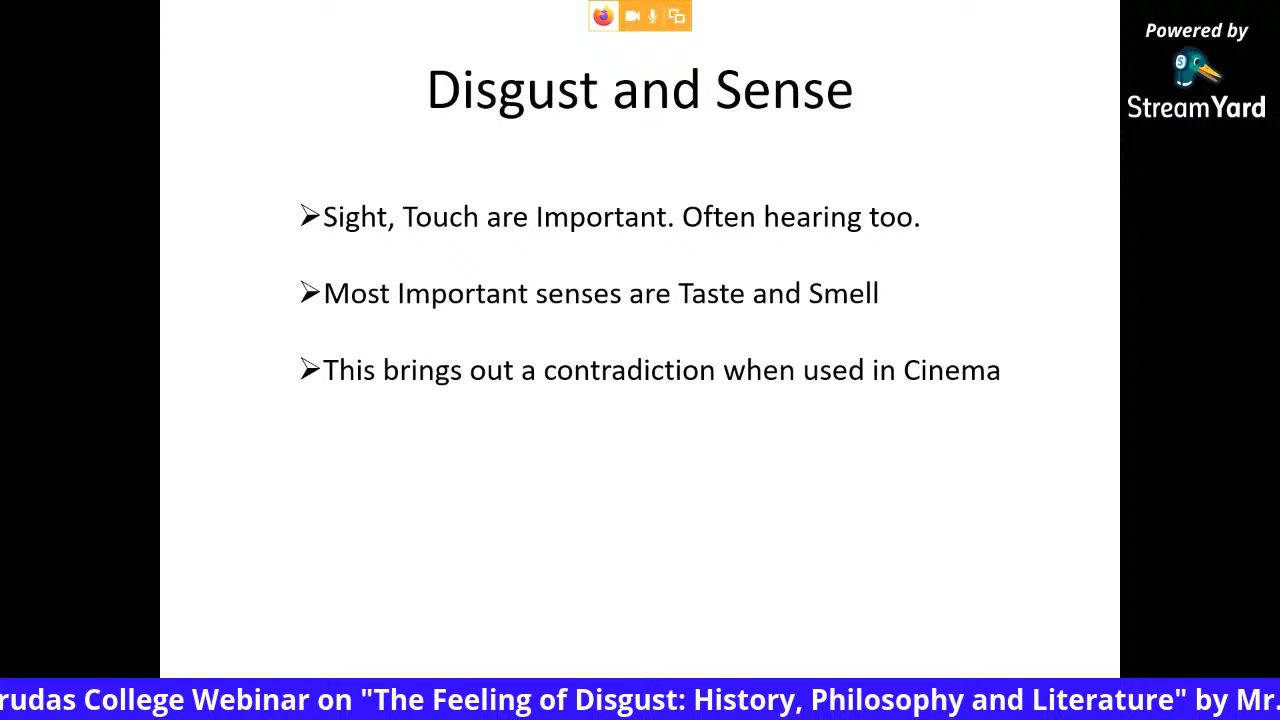 Powered by
StreamYard
Disgust and Sense
➢Sight, Touch are Important. Often hearing too.
➢Most Important senses are Taste and Smell
➢This brings out a contradiction when used in Cinema
rudas College Webinar on "The Feeling of Disgust: History, Philosophy and Literature" by Mr.